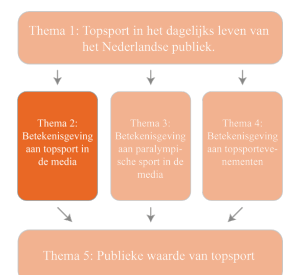 Thema 1: Topsport in het dagelijks leven van
het Nederlandse publiek.
Thema 2:
Betekenisgeving
aan topsport in
de media
Thema 3:
Betekenisgeving
aan paralympi-
sche sport in de
media
Thema 4:
Betekenisgeving
aan topsporteve-
nementen
Thema 5: Publieke waarde van topsport